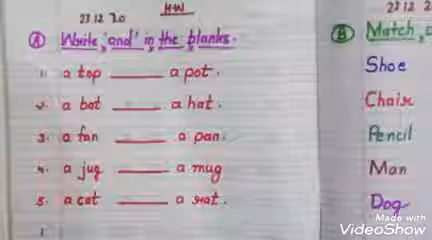 23.12.20
HW
A Write 'and' in the blanks.
1. a top ______ a pot.
2. a bat ______ a hat.
3. a fan ______ a pan.
4. a jug ______ a mug
5. a cat ______ a rat.
23 12 2
B Match
Shoe
Chair
Pencil
Man
Dog
Made with
VideoShow